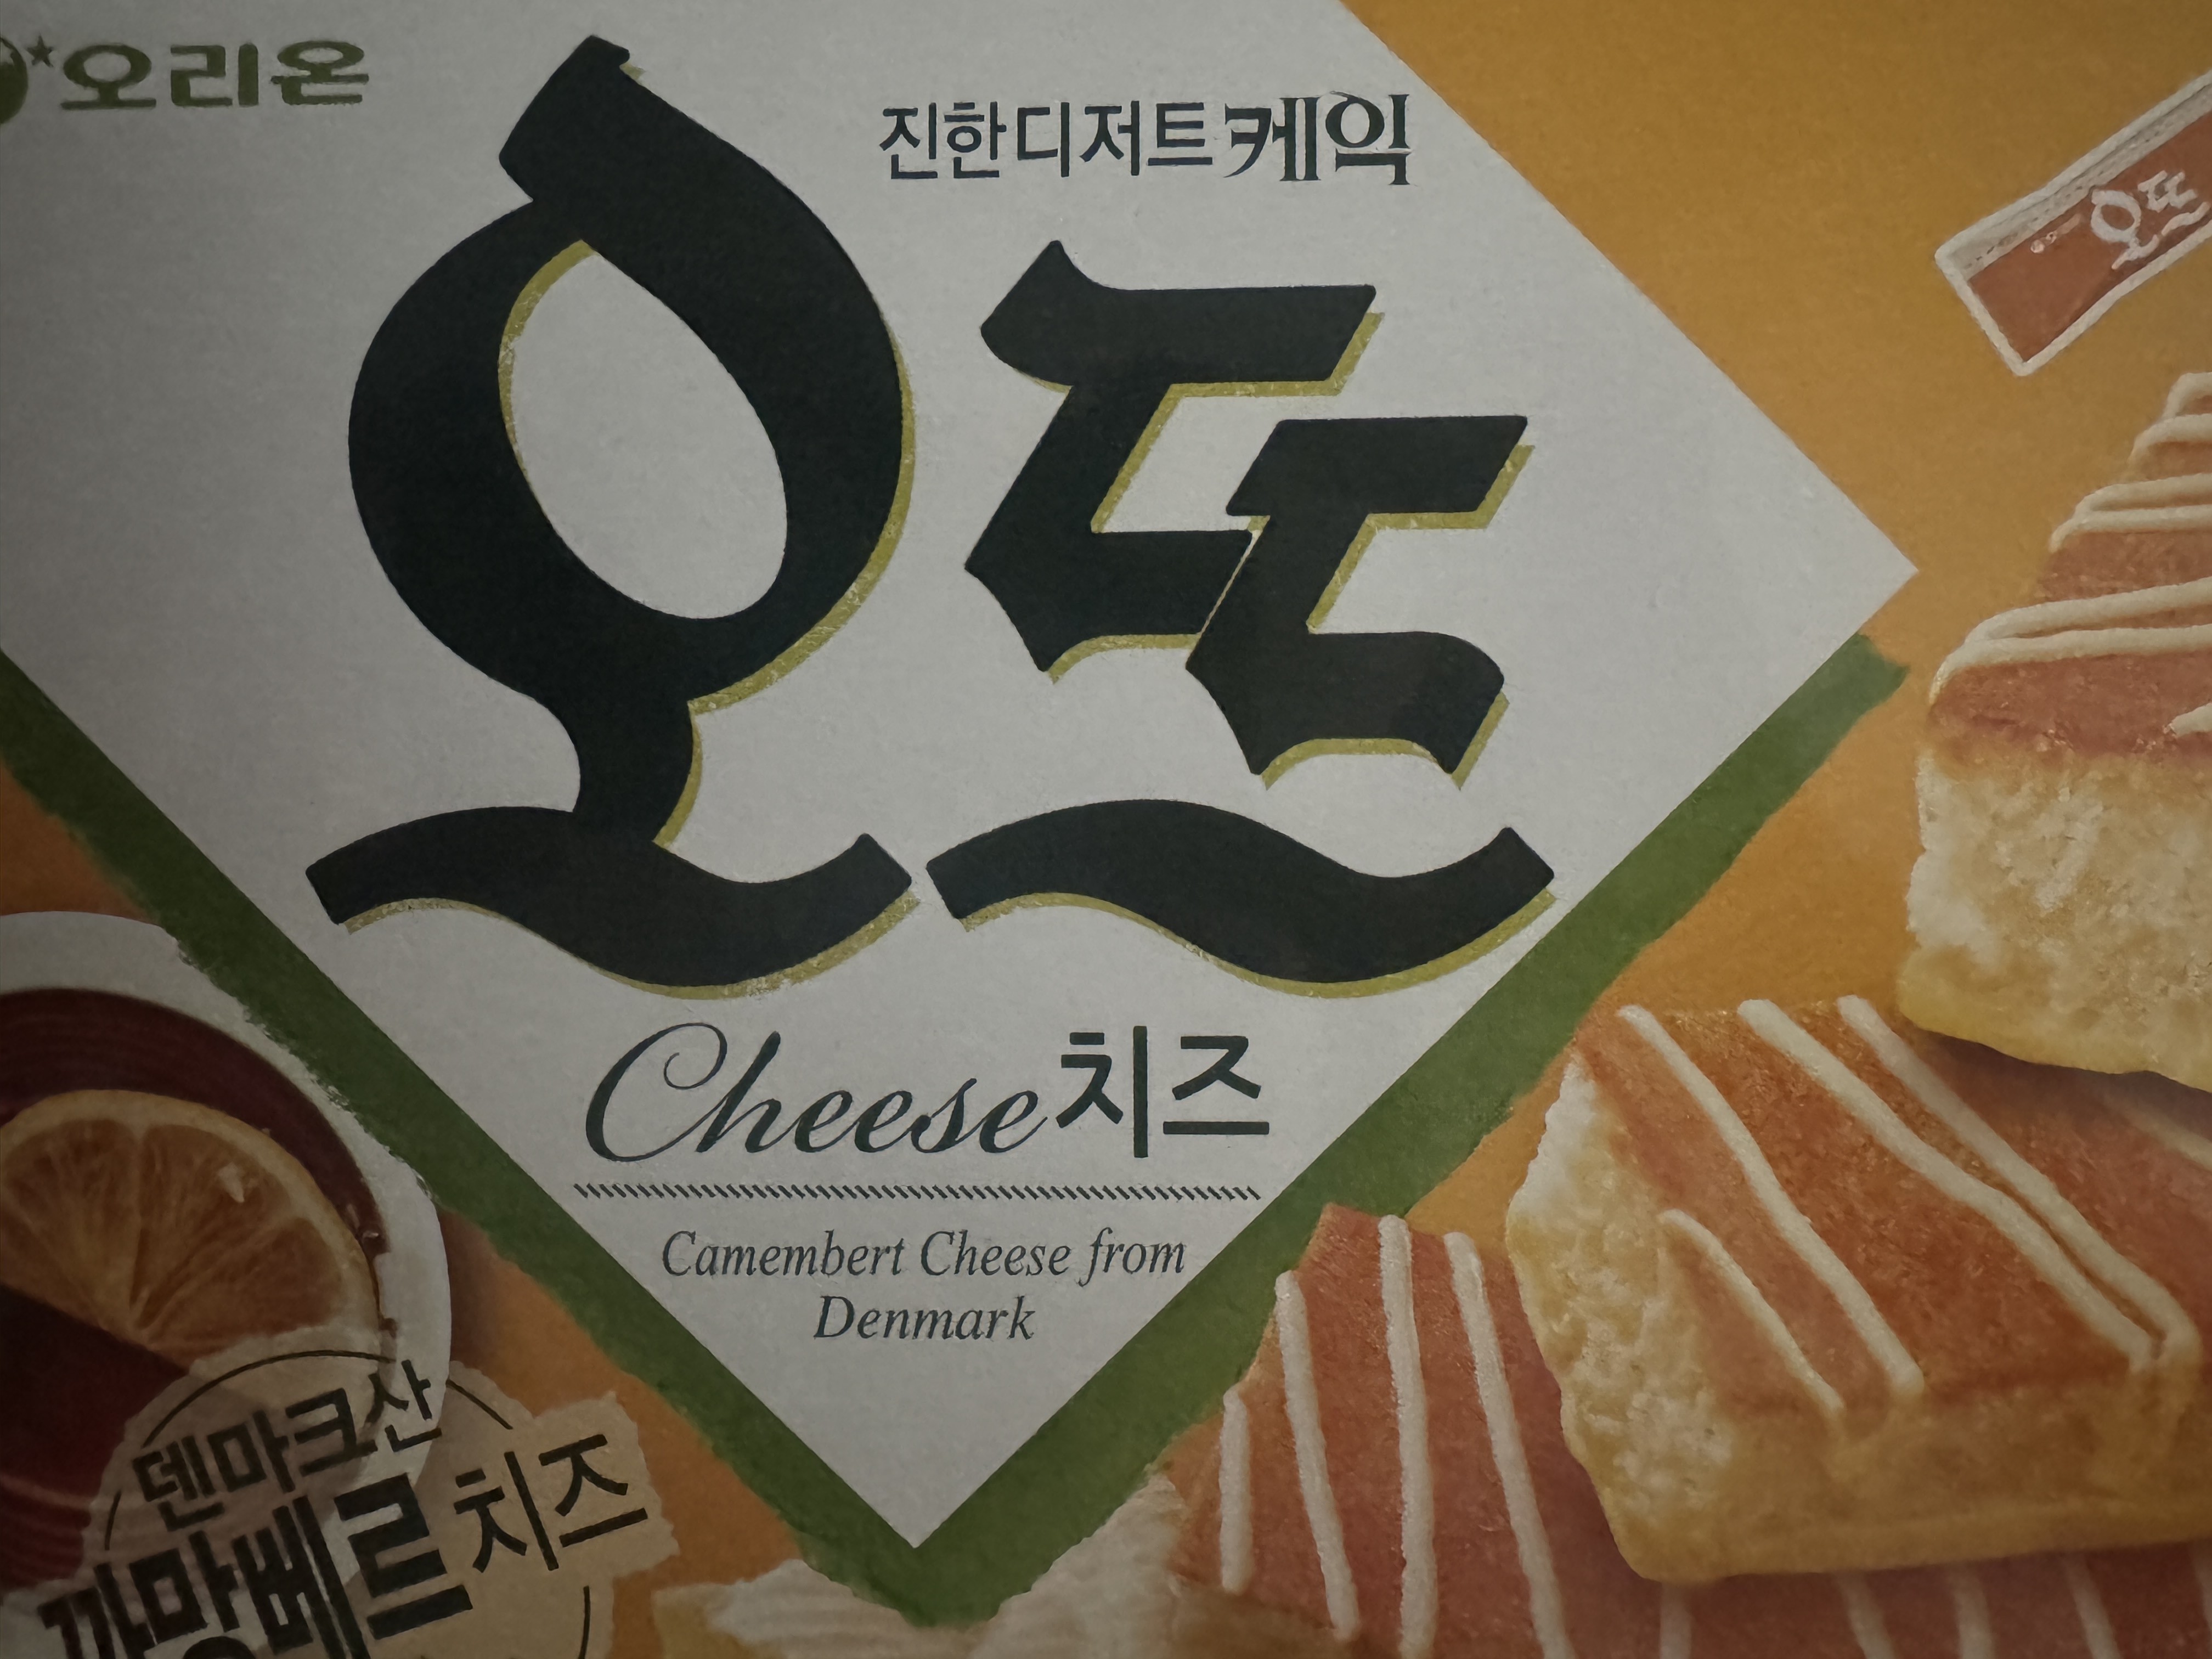 오리온
진한디저트케익
오뜨
오뜨
Cheese치즈
Camembert Cheese from
Denmark
덴마크산
까망베르치즈